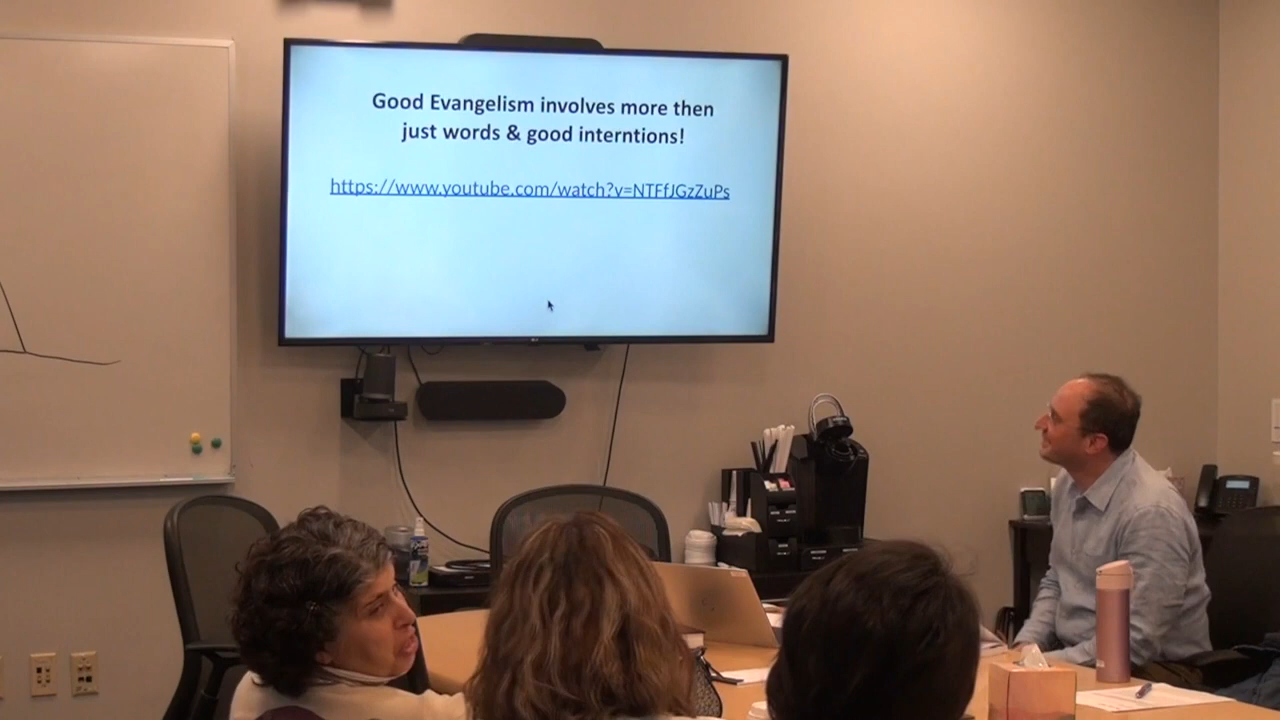 Good Evangelism involves more then
just words & good interntions!
https://www.youtube.com/watch?v=NTFfJGzZuPs